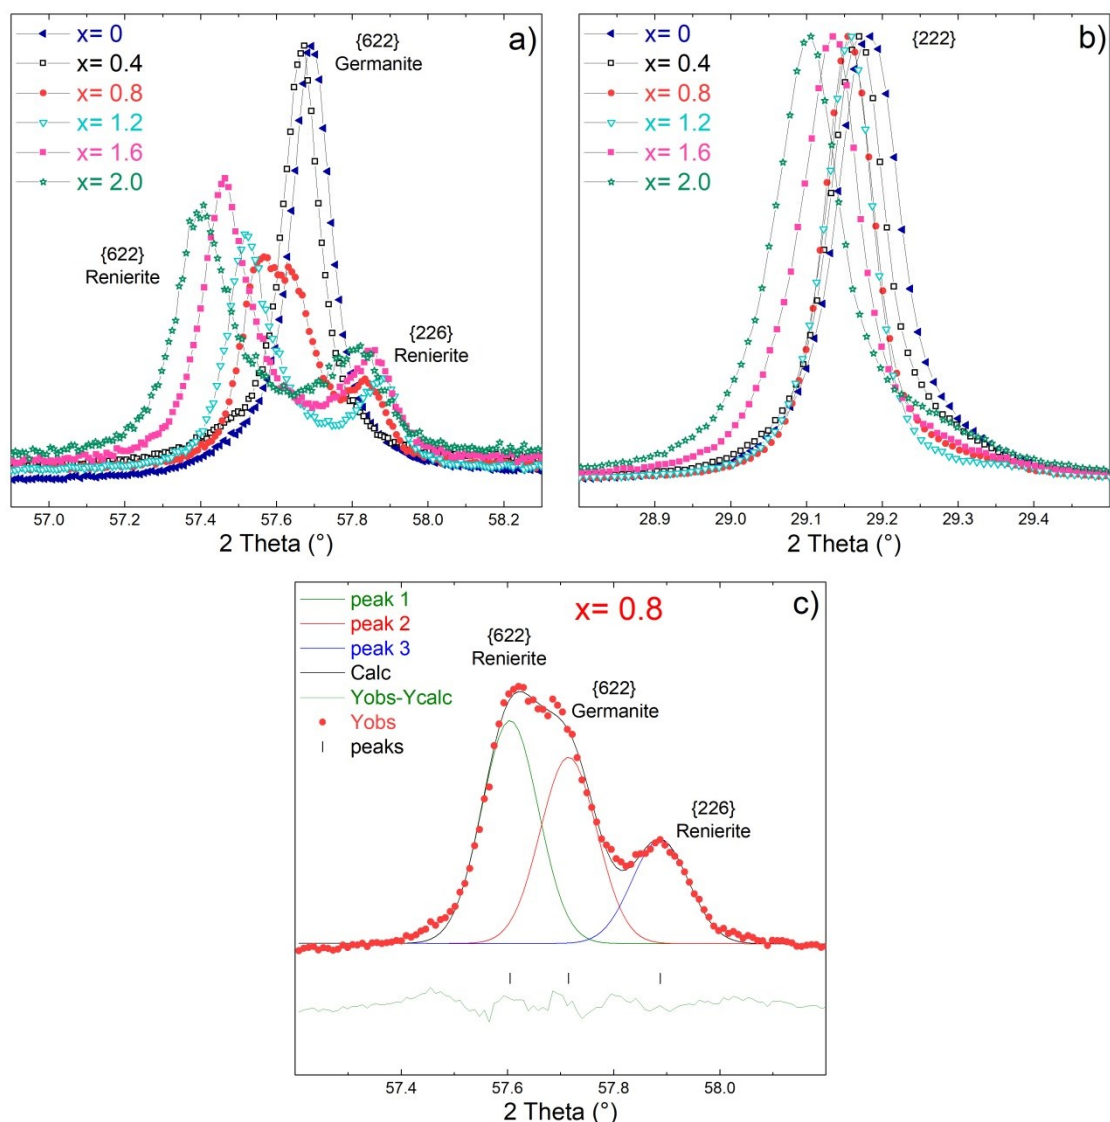 a)
x= 0
x= 0.4
x= 0.8
x= 1.2
x= 1.6
x= 2.0
{622}
Germanite
{622}
Renierite
{226}
Renierite
57.0 57.2 57.4 57.6 57.8 58.0 58.2
2 Theta (°)
b)
x= 0
x= 0.4
x= 0.8
x= 1.2
x= 1.6
x= 2.0
{222}
28.9 29.0 29.1 29.2 29.3 29.4
2 Theta (°)
c)
x= 0.8
peak 1
peak 2
peak 3
Calc
Yobs-Ycalc
Yobs
peaks
{622}
Renierite
{622}
Germanite
{226}
Renierite
57.4 57.6 57.8 58.0
2 Theta (°)